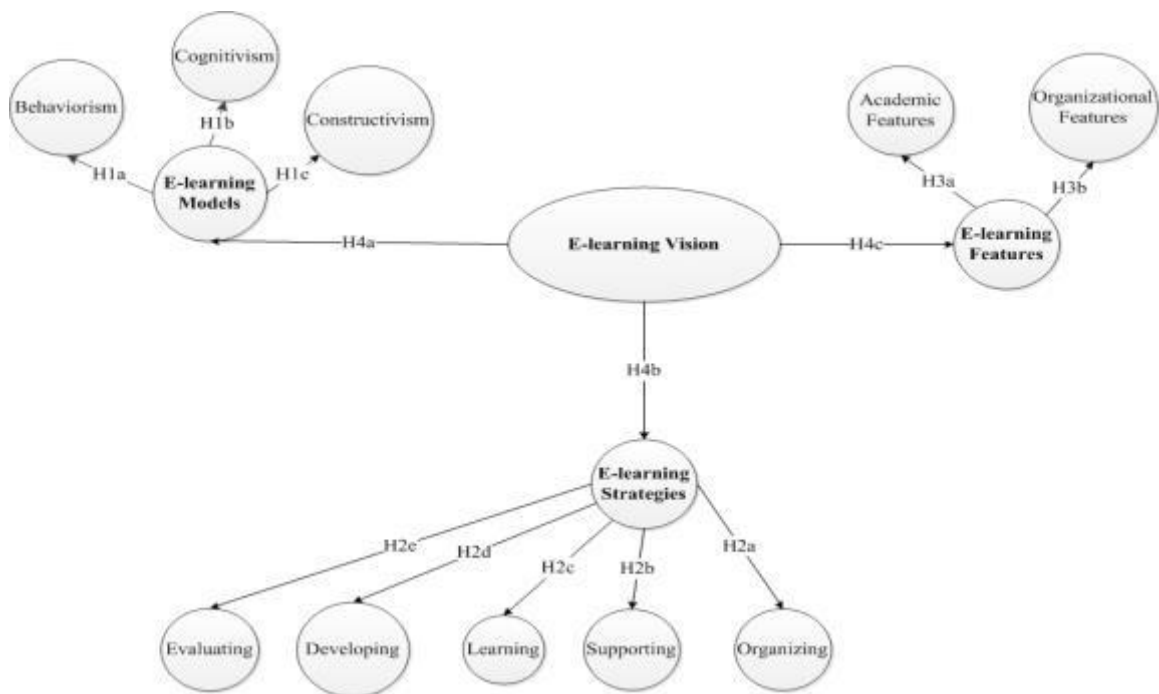 Cognitivism
Behaviorism
Constructivism
H1b
H1a
H1c
E-learning
Models
Academic
Features
Organizational
Features
H3a
H3b
E-learning
Features
H4a
E-learning Vision
H4c
H4b
E-learning
Strategies
H2e
H2d
H2c
H2b
H2a
Evaluating
Developing
Learning
Supporting
Organizing